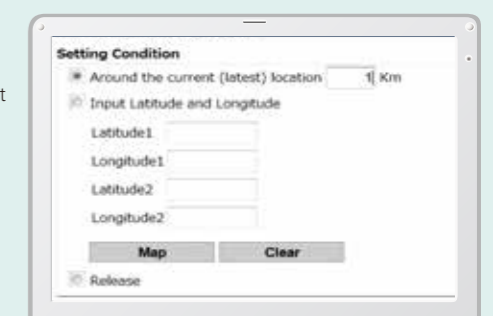 Setting Condition
Around the current (latest) location 1 Km
Input Latitude and Longitude
Latitude1
Longitude1
Latitude2
Longitude2
Map Clear
Release